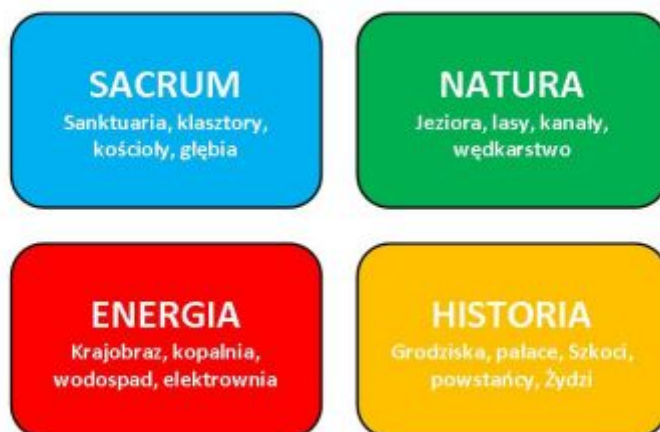 SACRUM
Sanktuaria, klasztory,
kościoły, głębia
NATURA
Jeziora, lasy, kanały,
wędkarstwo
ENERGIA
Krajobraz, kopalnia,
wodospad, elektrownia
HISTORIA
Grodziska, pałace, Szkoci,
powstańcy, Żydzi